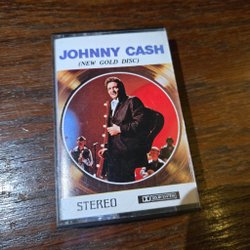 JOHNNY CASH
(NEW GOLD DISC)
STEREO